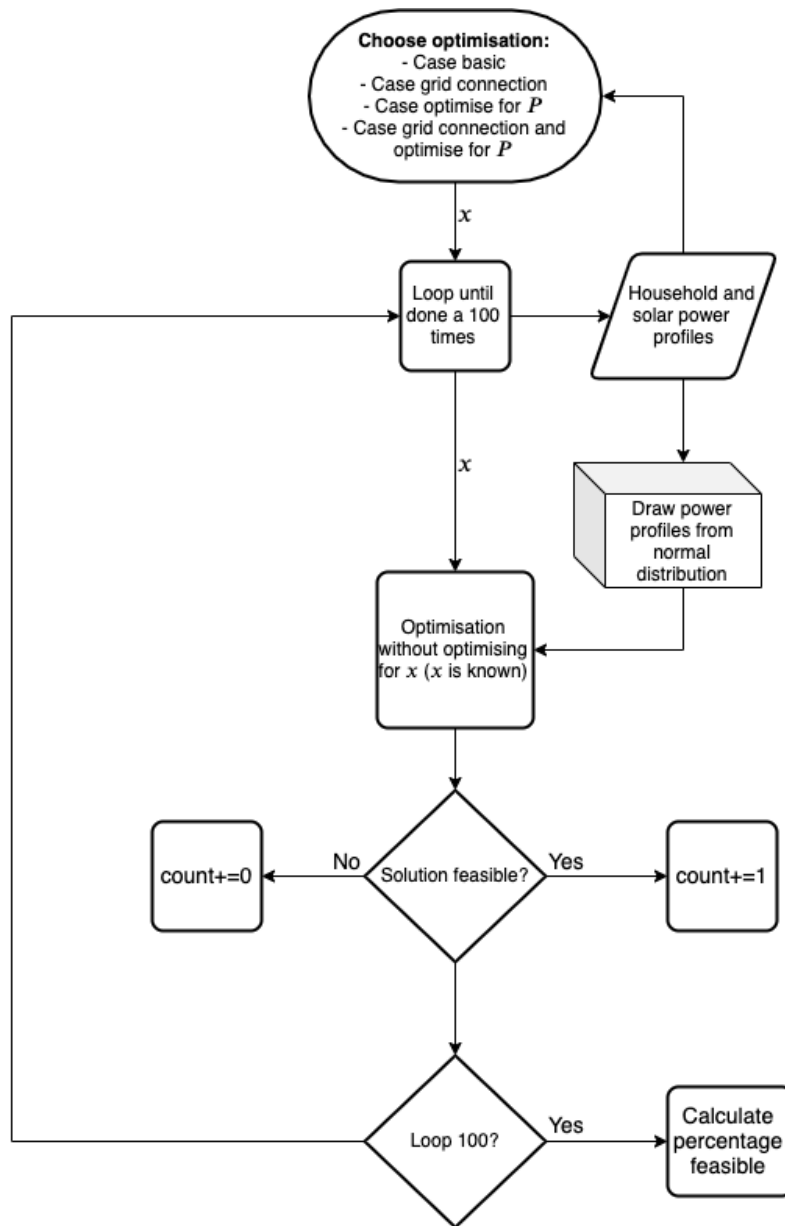 Choose optimisation:
- Case basic
- Case grid connection
- Case optimise for P
- Case grid connection and
optimise for P
x
Loop until
done a 100
times
Household and
solar power
profiles
x
Draw power
profiles from
normal
distribution
Optimisation
without optimising
for x (x is known)
No
Solution feasible?
Yes
count+=0
count+=1
Loop 100?
Yes
Calculate
percentage
feasible